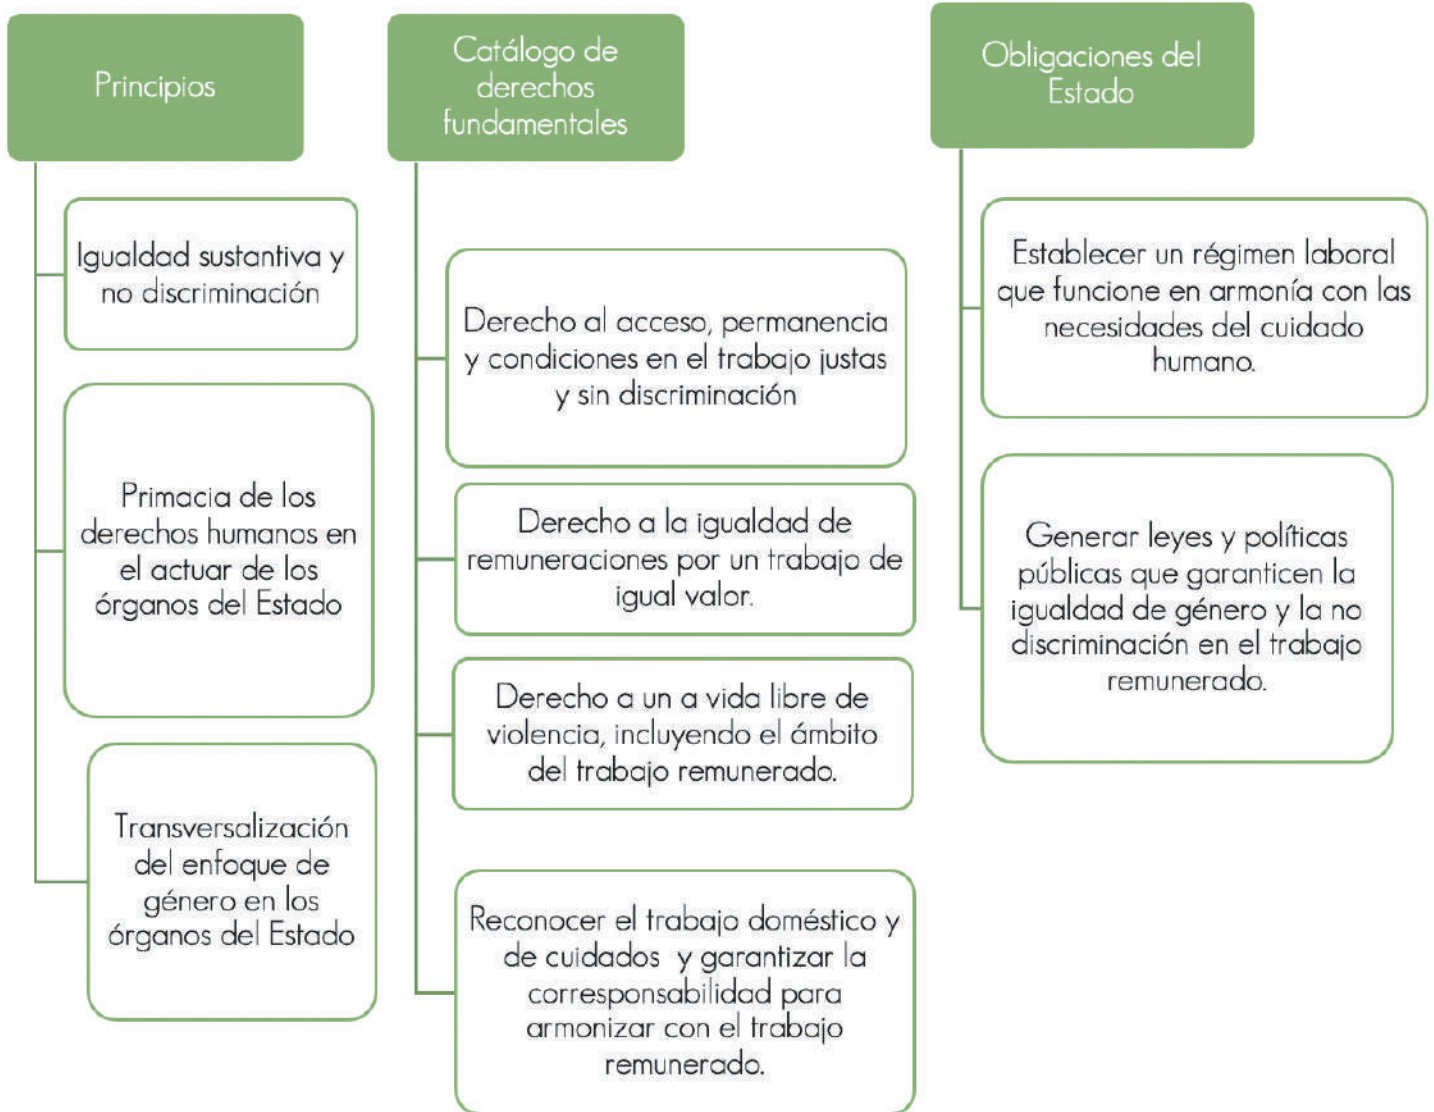 Principios
Igualdad sustantiva y
no discriminación
Primacia de los
derechos humanos en
el actuar de los
órganos del Estado
Transversalización
del enfoque de
género en los
órganos del Estado
Catálogo de
derechos
fundamentales
Derecho al acceso, permanencia
y condiciones en el trabajo justas
y sin discriminación
Derecho a la igualdad de
remuneraciones por un trabajo de
igual valor.
Derecho a un a vida libre de
violencia, incluyendo el ámbito
del trabajo remunerado.
Reconocer el trabajo doméstico y
de cuidados  y garantizar la
corresponsabilidad para
armonizar con el trabajo
remunerado.
Obligaciones del
Estado
Establecer un régimen laboral
que funcione en armonía con las
necesidades del cuidado
humano.
Generar leyes y políticas
públicas que garanticen la
igualdad de género y la no
discriminación en el trabajo
remunerado.